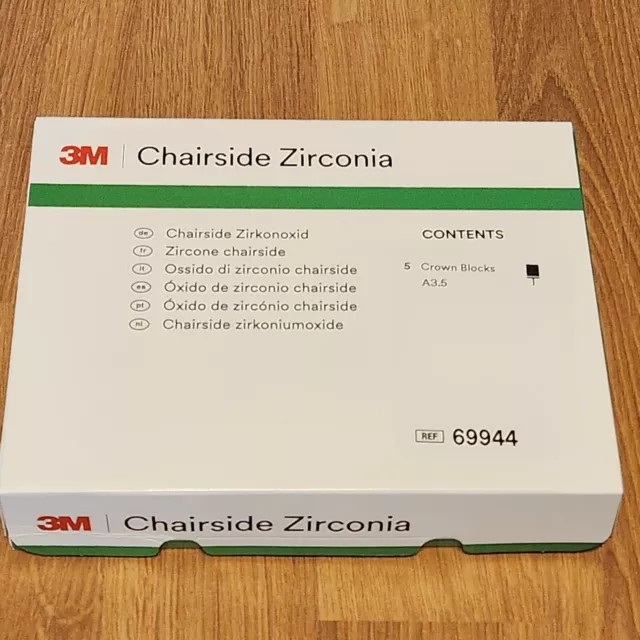 3M Chairside Zirconia
de Chairside Zirkonoxid
fr Zircone chairside
it Ossido di zirconio chairside
es Óxido de zirconio chairside
pt Óxido de zircónio chairside
nl Chairside zirkoniumoxide
CONTENTS
5 Crown Blocks
A3.5
REF 69944
3M Chairside Zirconia